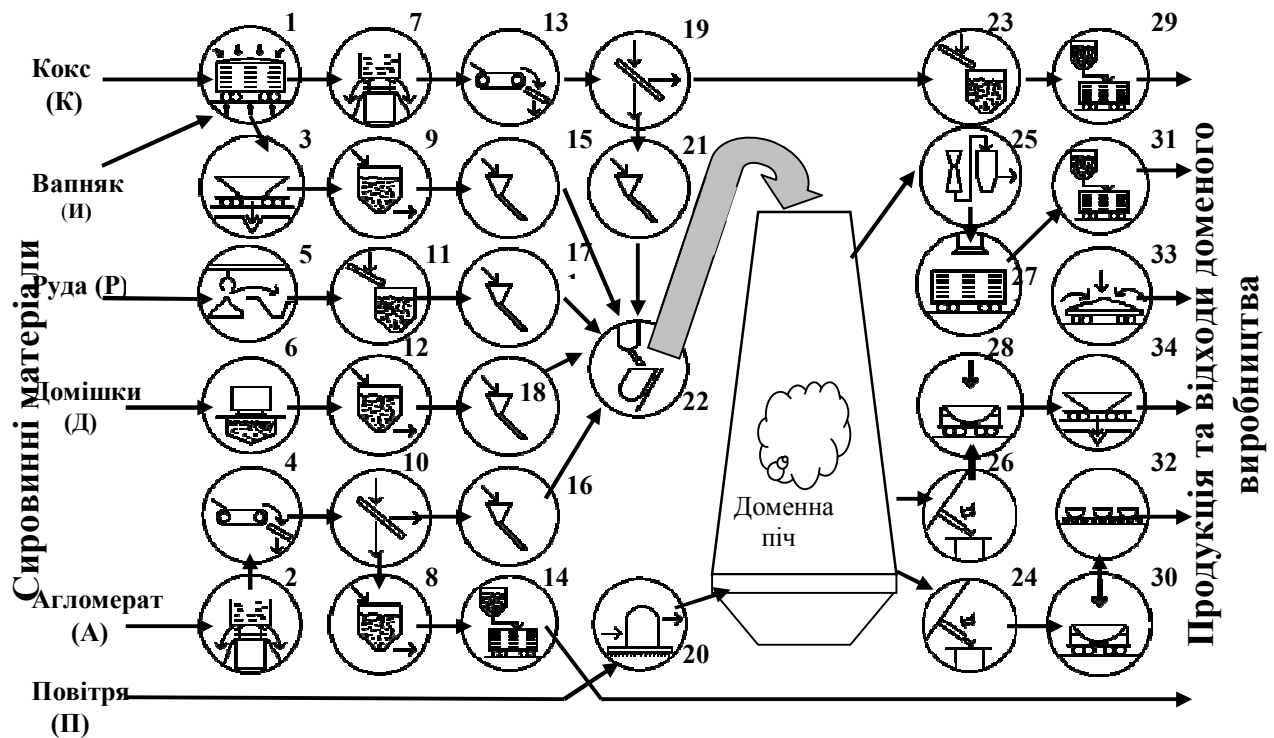 1 7 13 19 23 29
Кокс
(К)
3 9 15 21 25 31
Вапняк
(И)
5 11 17 27 33
Руда (Р)
6 12 18 22 28 34
Домішки
(Д)
4 10 16 26 32
Доменна
піч
2 8 14 20 24 30
Агломерат
(А)
Повітря
(П)
Сировинні матеріали
Продукція та відходи доменого
виробництва